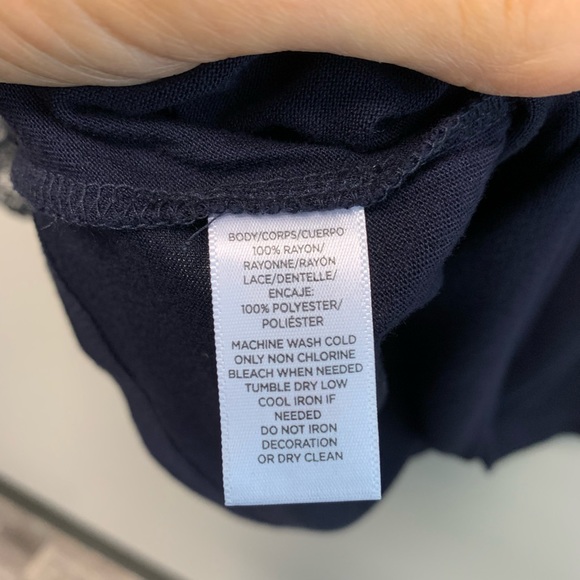 BODY/CORPS/CUERPO
100% RAYON/
RAYONNE/RAYÓN
LACE/DENTELLE/
ENCAJE:
100% POLYESTER/
POLIÉSTER
MACHINE WASH COLD
ONLY NON CHLORINE
BLEACH WHEN NEEDED
TUMBLE DRY LOW
COOL IRON IF
NEEDED
DO NOT IRON
DECORATION
OR DRY CLEAN